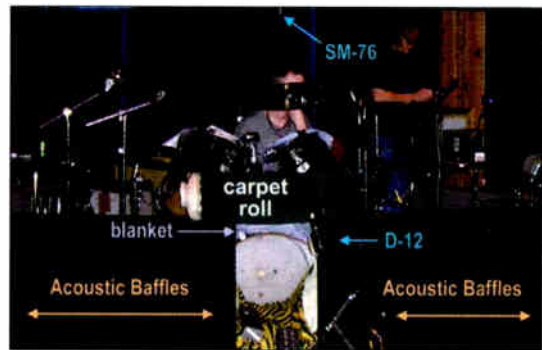 SM-76
carpet
roll
blanket
D-12
Acoustic Baffles
Acoustic Baffles